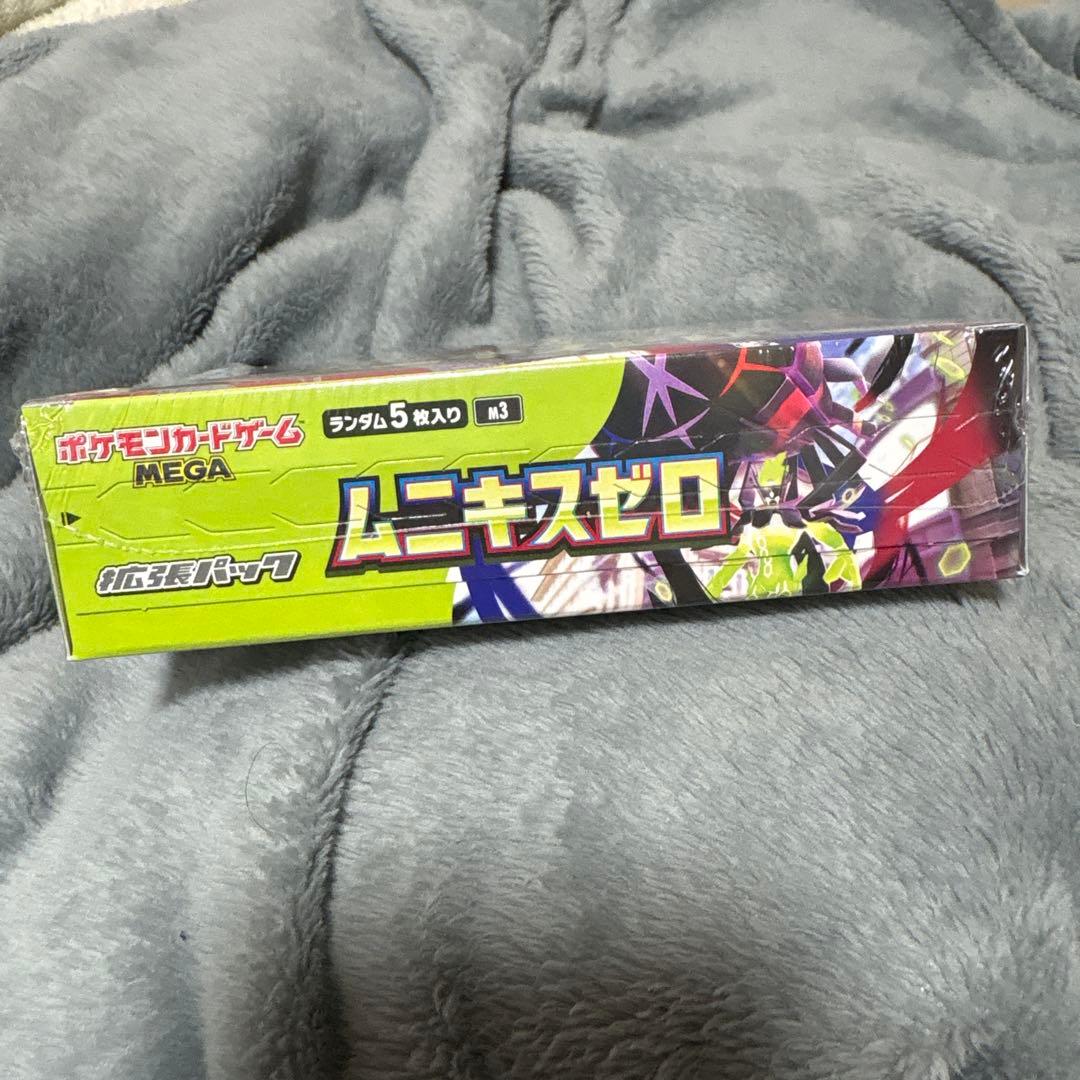 ポケモンカードゲーム
MEGA
ランダム5枚入り M3
ムニキスゼロ
拡張パック